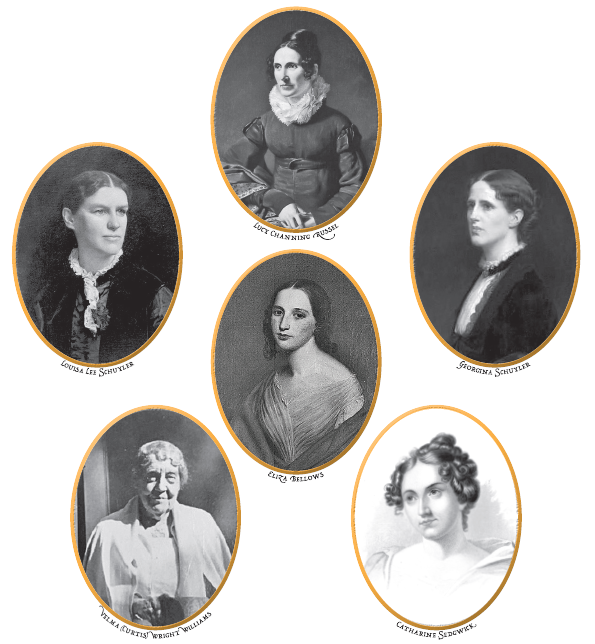 Lucy Channing Russel
Louisa Lee Schuyler
Georgina Schuyler
Eliza Bellows
Velma (Curtis) Wright Williams
Catharine Sedgwick